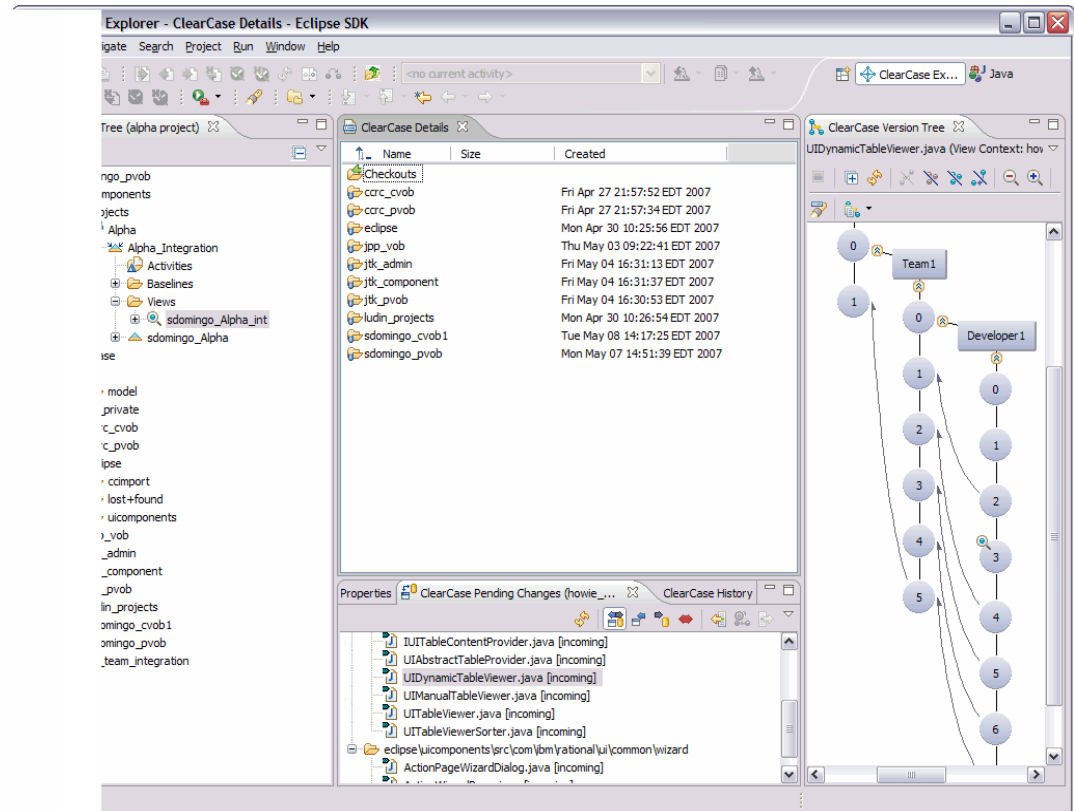 Explorer - ClearCase Details - Eclipse SDK
igate Search Project Run Window Help
<no current activity>
ClearCase Ex...
Java
Tree (alpha project)
ngo_pvob
mponents
ojects
Alpha
Alpha_Integration
Activities
Baselines
Views
sdomingo_Alpha_int
sdomingo_Alpha
ase
model
private
c_cvob
c_pvob
ipse
ccimport
lost+found
uicomponents
_vob
_admin
_component
_pvob
in_projects
omingo_cvob1
omingo_pvob
_team_integration
ClearCase Details
Name Size Created
Checkouts
ccrc_cvob Fri Apr 27 21:57:52 EDT 2007
ccrc_pvob Fri Apr 27 21:57:34 EDT 2007
eclipse Mon Apr 30 10:25:56 EDT 2007
jpp_vob Thu May 03 09:22:41 EDT 2007
jtk_admin Fri May 04 16:31:13 EDT 2007
jtk_component Fri May 04 16:31:37 EDT 2007
jtk_pvob Fri May 04 16:30:53 EDT 2007
ludin_projects Mon Apr 30 10:26:54 EDT 2007
sdomingo_cvob1 Tue May 08 14:17:25 EDT 2007
sdomingo_pvob Mon May 07 14:51:39 EDT 2007
Properties
ClearCase Pending Changes (howie_...
ClearCase History
IUITableContentProvider.java [incoming]
UIAbstractTableProvider.java [incoming]
UIDynamicTableViewer.java [incoming]
UIManualTableViewer.java [incoming]
UITableViewer.java [incoming]
UITableViewerSorter.java [incoming]
eclipse\uicomponents\src\com\ibm\rational\ui\common\wizard
ActionPageWizardDialog.java [incoming]
ClearCase Version Tree
UIDynamicTableViewer.java (View Context: how
0
1
Team1
0
1
2
3
4
5
Developer1
0
1
2
3
4
5
6